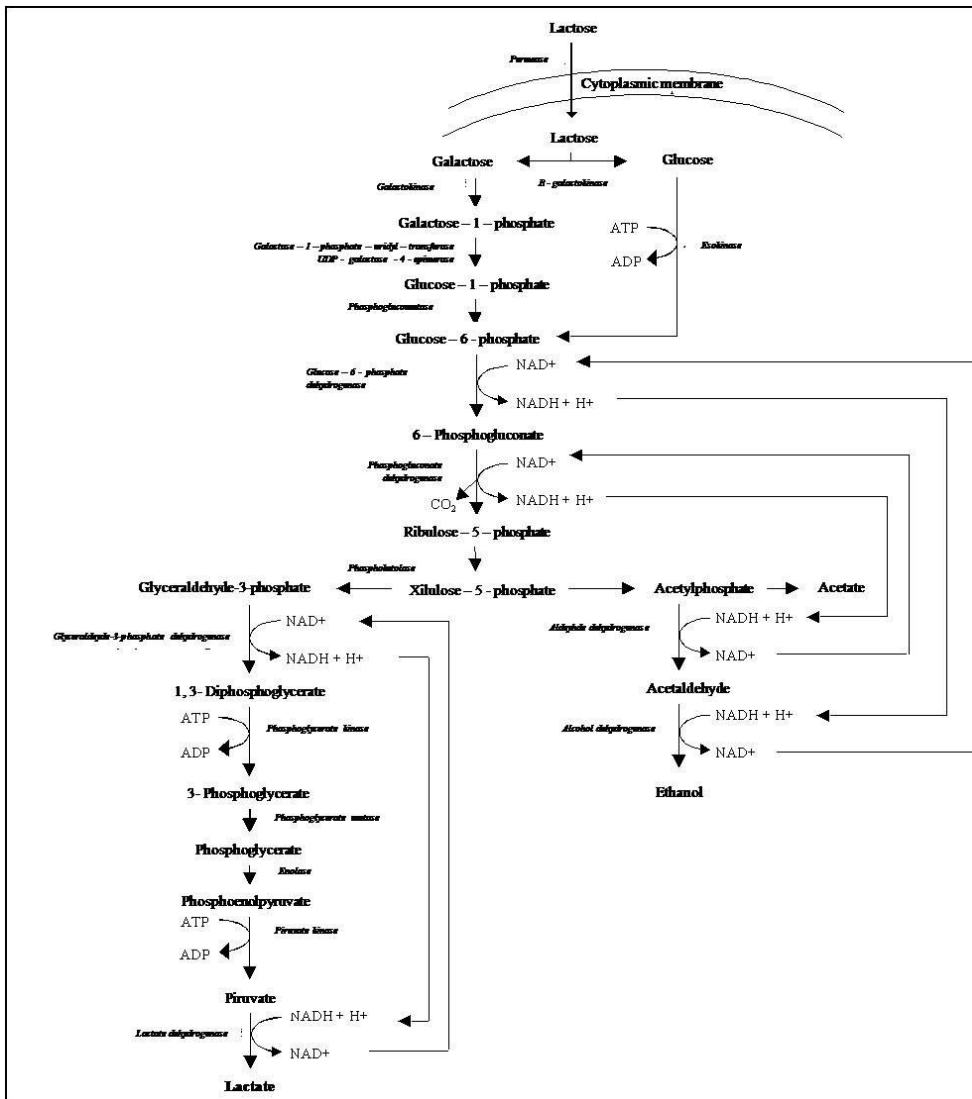 Lactose
Permease
Cytoplasmic membrane
Lactose
Galactose
Glucose
B - galactokinase
Galactokinase
Galactose – 1 – phosphate
ATP
Galactose – 1 – phosphate – uridyl – transferase
UDP - galactose - 4 - epimerase
Exokinase
ADP
Glucose – 1 – phosphate
Phosphoglucomutase
Glucose – 6 - phosphate
Glucose – 6 - phosphate
dehydrogenase
NAD+
NADH + H+
6 – Phosphogluconate
Phosphogluconate
dehydrogenase
NAD+
CO2
NADH + H+
Ribulose – 5 – phosphate
Phosphoketolase
Glyceraldehyde-3-phosphate
Xilulose – 5 - phosphate
Acetylphosphate
Acetate
NAD+
Glyceraldehyde-3-phosphate dehydrogenase
NADH + H+
Aldehyde dehydrogenase
NADH + H+
NAD+
1, 3- Diphosphoglycerate
Acetaldehyde
ATP
Phosphoglycerate kinase
ADP
NADH + H+
Alcohol dehydrogenase
NAD+
3- Phosphoglycerate
Ethanol
Phosphoglycerate mutase
Phosphoglycerate
Enolase
Phosphoenolpyruvate
ATP
Piruvate kinase
ADP
Piruvate
NADH + H+
Lactate dehydrogenase
NAD+
Lactate